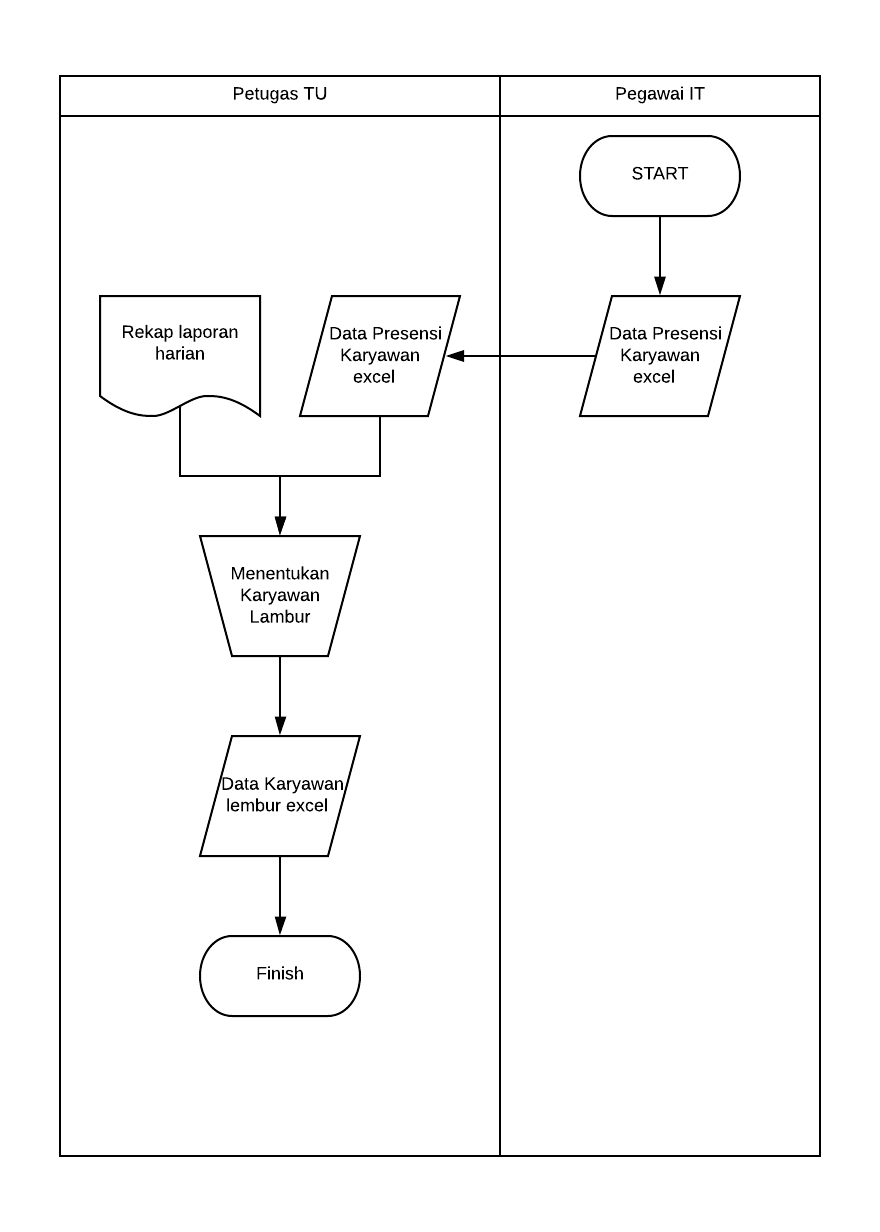 Petugas TU
Pegawai IT
START
Rekap laporan
harian
Data Presensi
Karyawan
excel
Data Presensi
Karyawan
excel
Menentukan
Karyawan
Lambur
Data Karyawan
lembur excel
Finish